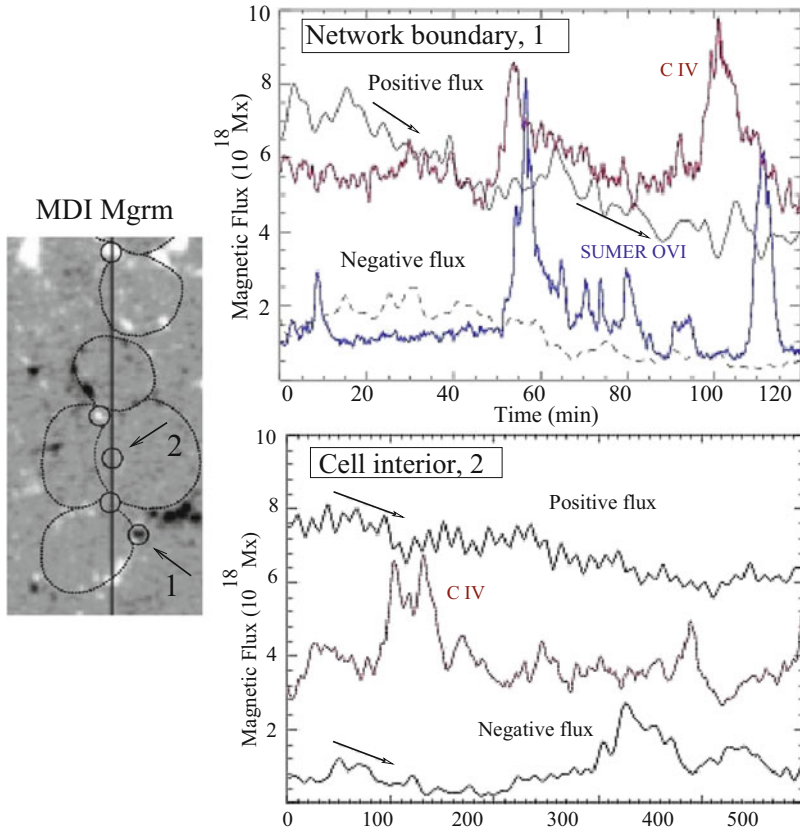 MDI Mgrm
2
1
Network boundary, 1
Positive flux
C IV
Negative flux
SUMER OVI
Magnetic Flux (10^18 Mx)
10
8
6
4
2
0 20 40 60 80 100 120
Time (min)
Cell interior, 2
Positive flux
C IV
Negative flux
Magnetic Flux (10^18 Mx)
10
8
6
4
2
0 100 200 300 400 500